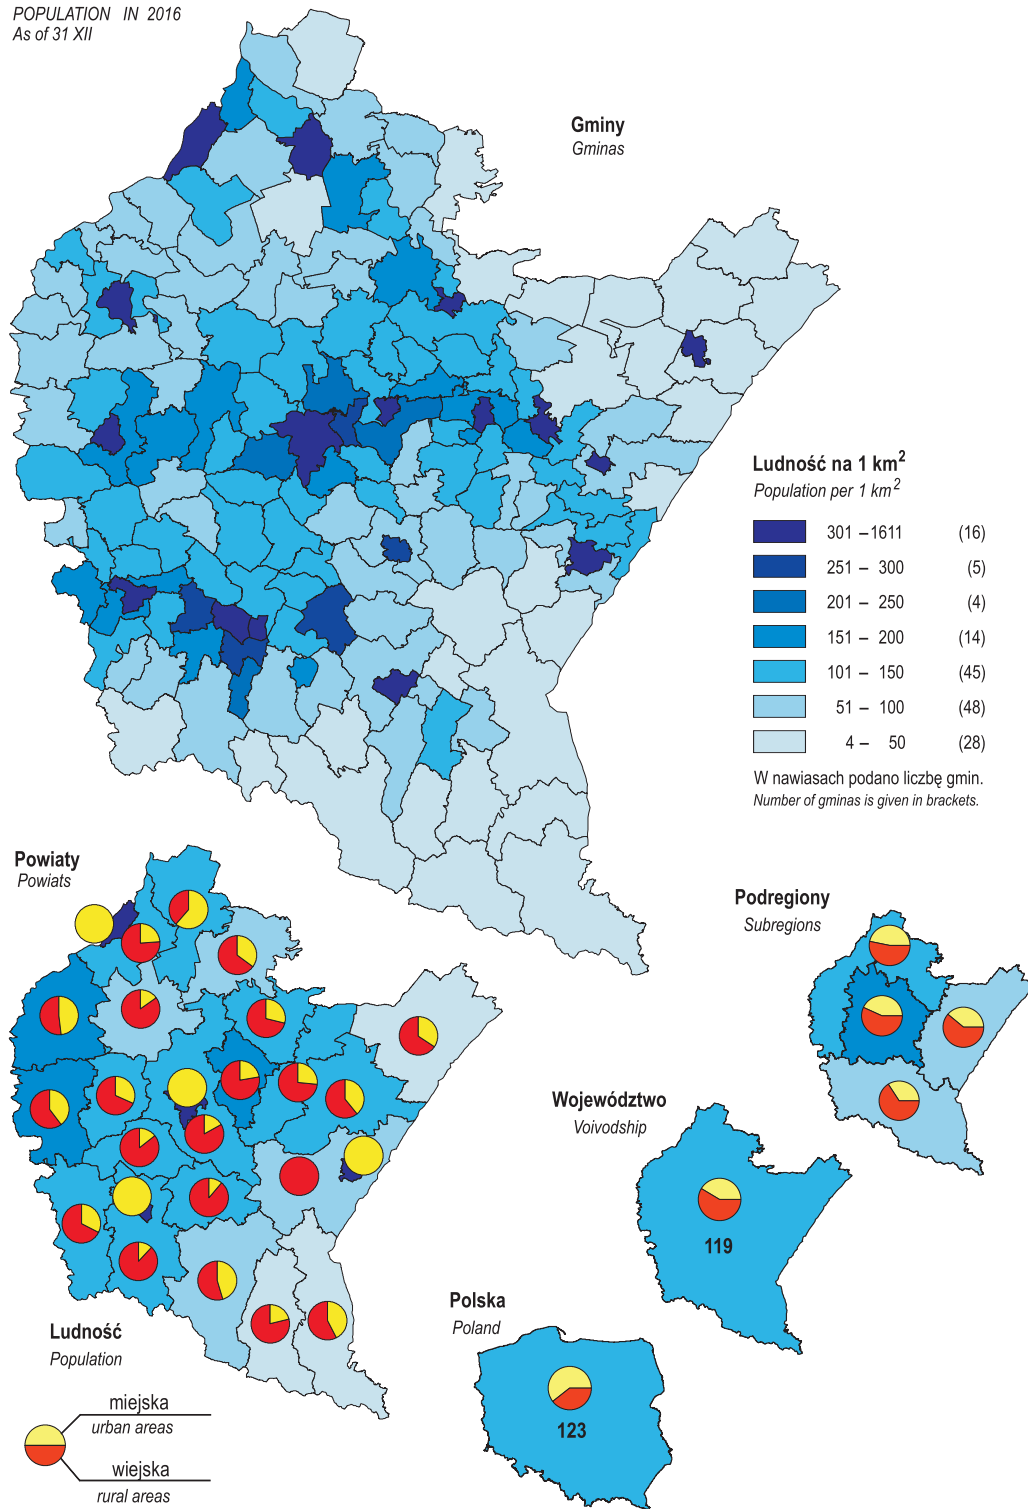 POPULATION IN 2016
As of 31 XII
Gminy
Gminas
Ludność na 1 km²
Population per 1 km²
301 – 1611 (16)
251 – 300 (5)
201 – 250 (4)
151 – 200 (14)
101 – 150 (45)
51 – 100 (48)
4 – 50 (28)
W nawiasach podano liczbę gmin.
Number of gminas is given in brackets.
Powiaty
Powiats
Podregiony
Subregions
Województwo
Voivodship
119
Polska
Poland
123
Ludność
Population
miejska
urban areas
wiejska
rural areas